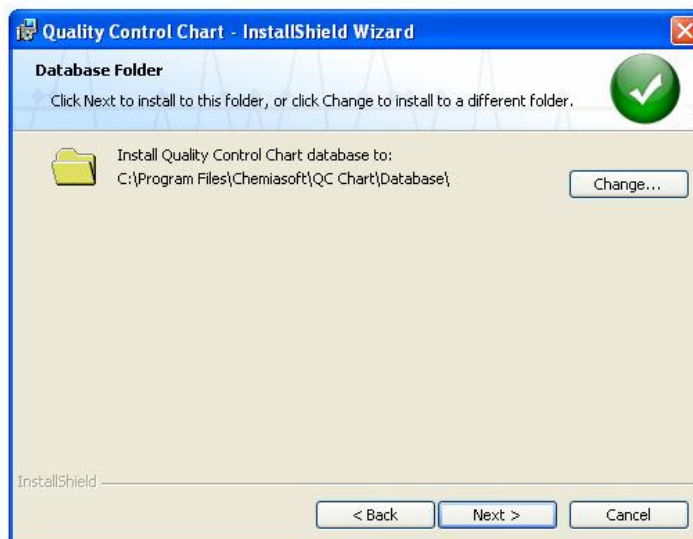 Quality Control Chart - InstallShield Wizard
Database Folder
Click Next to install to this folder, or click Change to install to a different folder.
Install Quality Control Chart database to:
C:\Program Files\Chemiasoft\QC Chart\Database\
Change...
InstallShield
< Back
Next >
Cancel